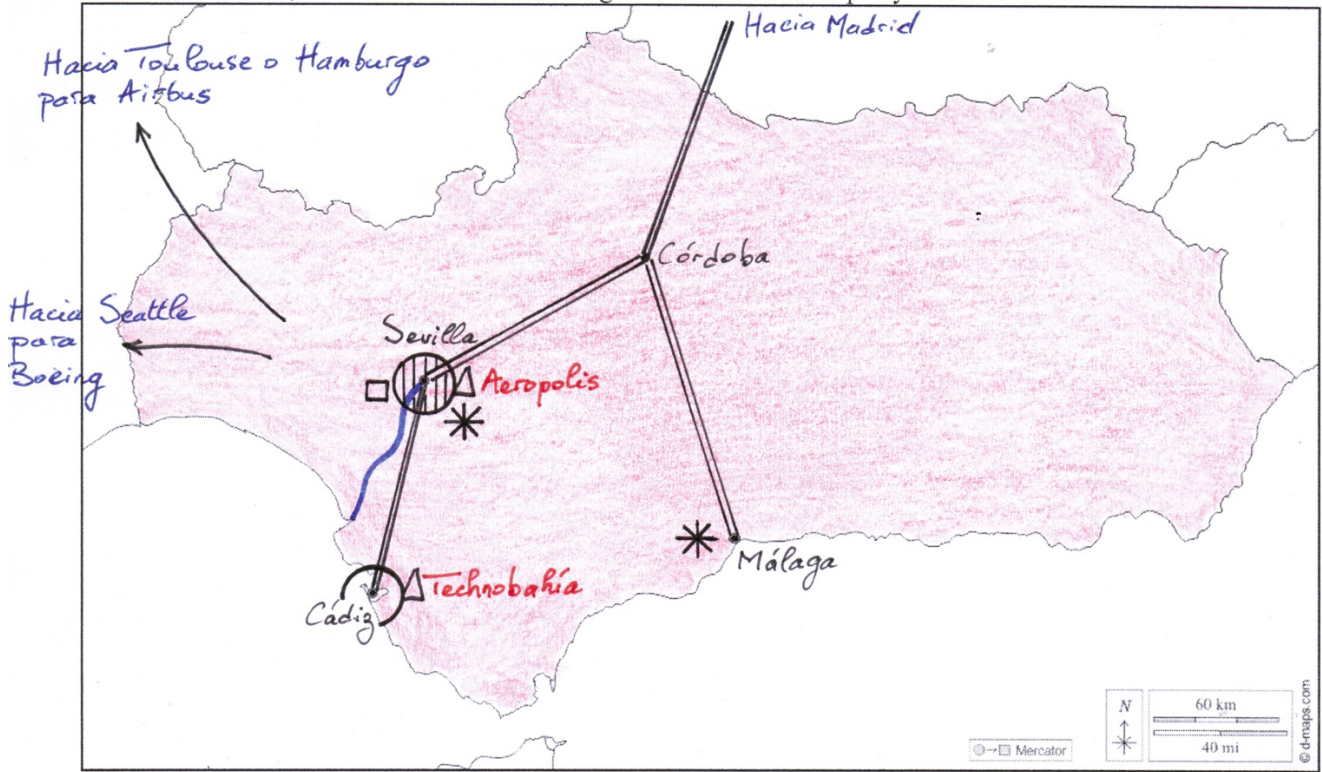 Hacia Madrid
Hacia Toulouse o Hamburgo
para Airbus
Córdoba
Hacia Seattle
para
Boeing
Sevilla
Aeropolis
Technobahía
Cádiz
Málaga
N
60 km
40 mi
Mercator
© d-maps.com